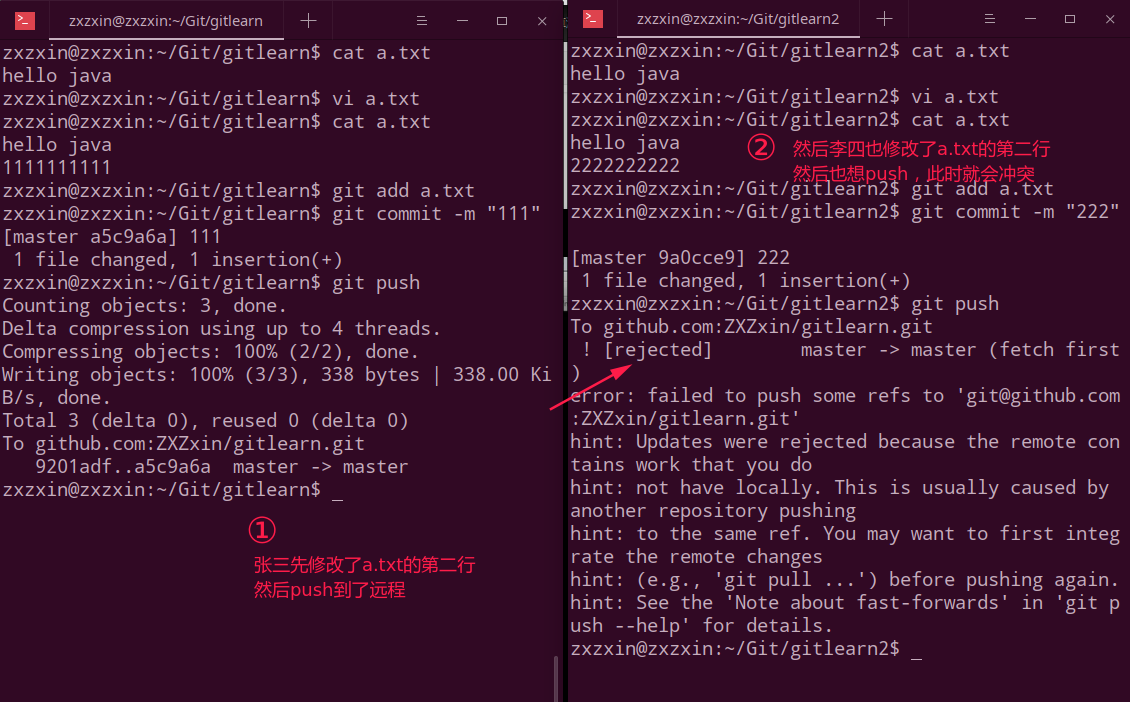 zxzxin@zxzxin:~/Git/gitlearn
zxzxin@zxzxin:~/Git/gitlearn$ cat a.txt
hello java
zxzxin@zxzxin:~/Git/gitlearn$ vi a.txt
zxzxin@zxzxin:~/Git/gitlearn$ cat a.txt
hello java
1111111111
zxzxin@zxzxin:~/Git/gitlearn$ git add a.txt
zxzxin@zxzxin:~/Git/gitlearn$ git commit -m "111"
[master a5c9a6a] 111
 1 file changed, 1 insertion(+)
zxzxin@zxzxin:~/Git/gitlearn$ git push
Counting objects: 3, done.
Delta compression using up to 4 threads.
Compressing objects: 100% (2/2), done.
Writing objects: 100% (3/3), 338 bytes | 338.00 Ki
B/s, done.
Total 3 (delta 0), reused 0 (delta 0)
To github.com:ZXZxin/gitlearn.git
   9201adf..a5c9a6a  master -> master
zxzxin@zxzxin:~/Git/gitlearn$ _
①
张三先修改了a.txt的第二行
然后push到了远程
zxzxin@zxzxin:~/Git/gitlearn2
zxzxin@zxzxin:~/Git/gitlearn2$ cat a.txt
hello java
zxzxin@zxzxin:~/Git/gitlearn2$ vi a.txt
zxzxin@zxzxin:~/Git/gitlearn2$ cat a.txt
hello java
2222222222
② 然后李四也修改了a.txt的第二行
然后也想push，此时就会冲突
zxzxin@zxzxin:~/Git/gitlearn2$ git add a.txt
zxzxin@zxzxin:~/Git/gitlearn2$ git commit -m "222"
[master 9a0cce9] 222
 1 file changed, 1 insertion(+)
zxzxin@zxzxin:~/Git/gitlearn2$ git push
To github.com:ZXZxin/gitlearn.git
 ! [rejected]        master -> master (fetch first
)
error: failed to push some refs to 'git@github.com
:ZXZxin/gitlearn.git'
hint: Updates were rejected because the remote con
tains work that you do
hint: not have locally. This is usually caused by
another repository pushing
hint: to the same ref. You may want to first integ
rate the remote changes
hint: (e.g., 'git pull ...') before pushing again.
hint: See the 'Note about fast-forwards' in 'git p
ush --help' for details.
zxzxin@zxzxin:~/Git/gitlearn2$ _